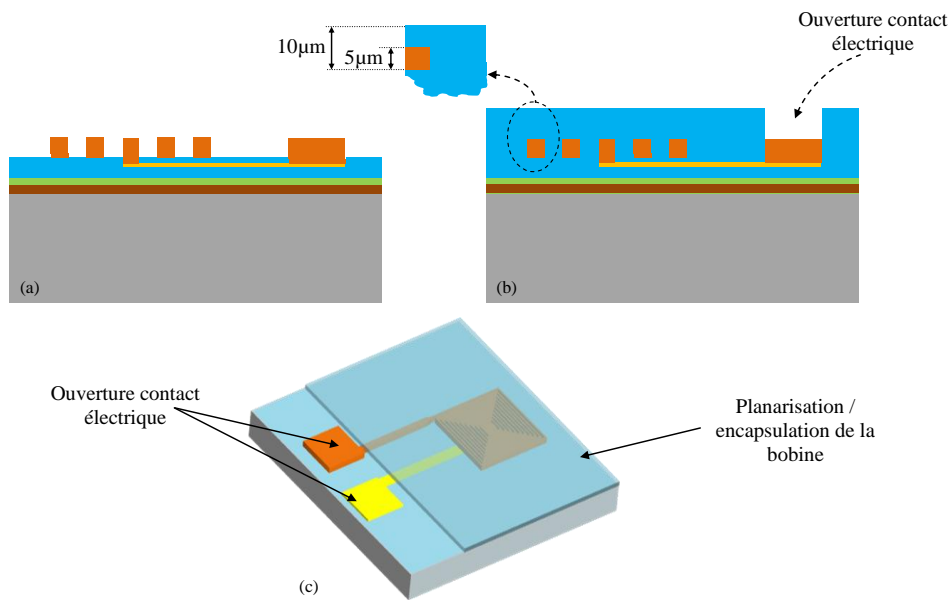 10µm
5µm
Ouverture contact
électrique
(a)
(b)
Ouverture contact
électrique
Planarisation /
encapsulation de la
bobine
(c)